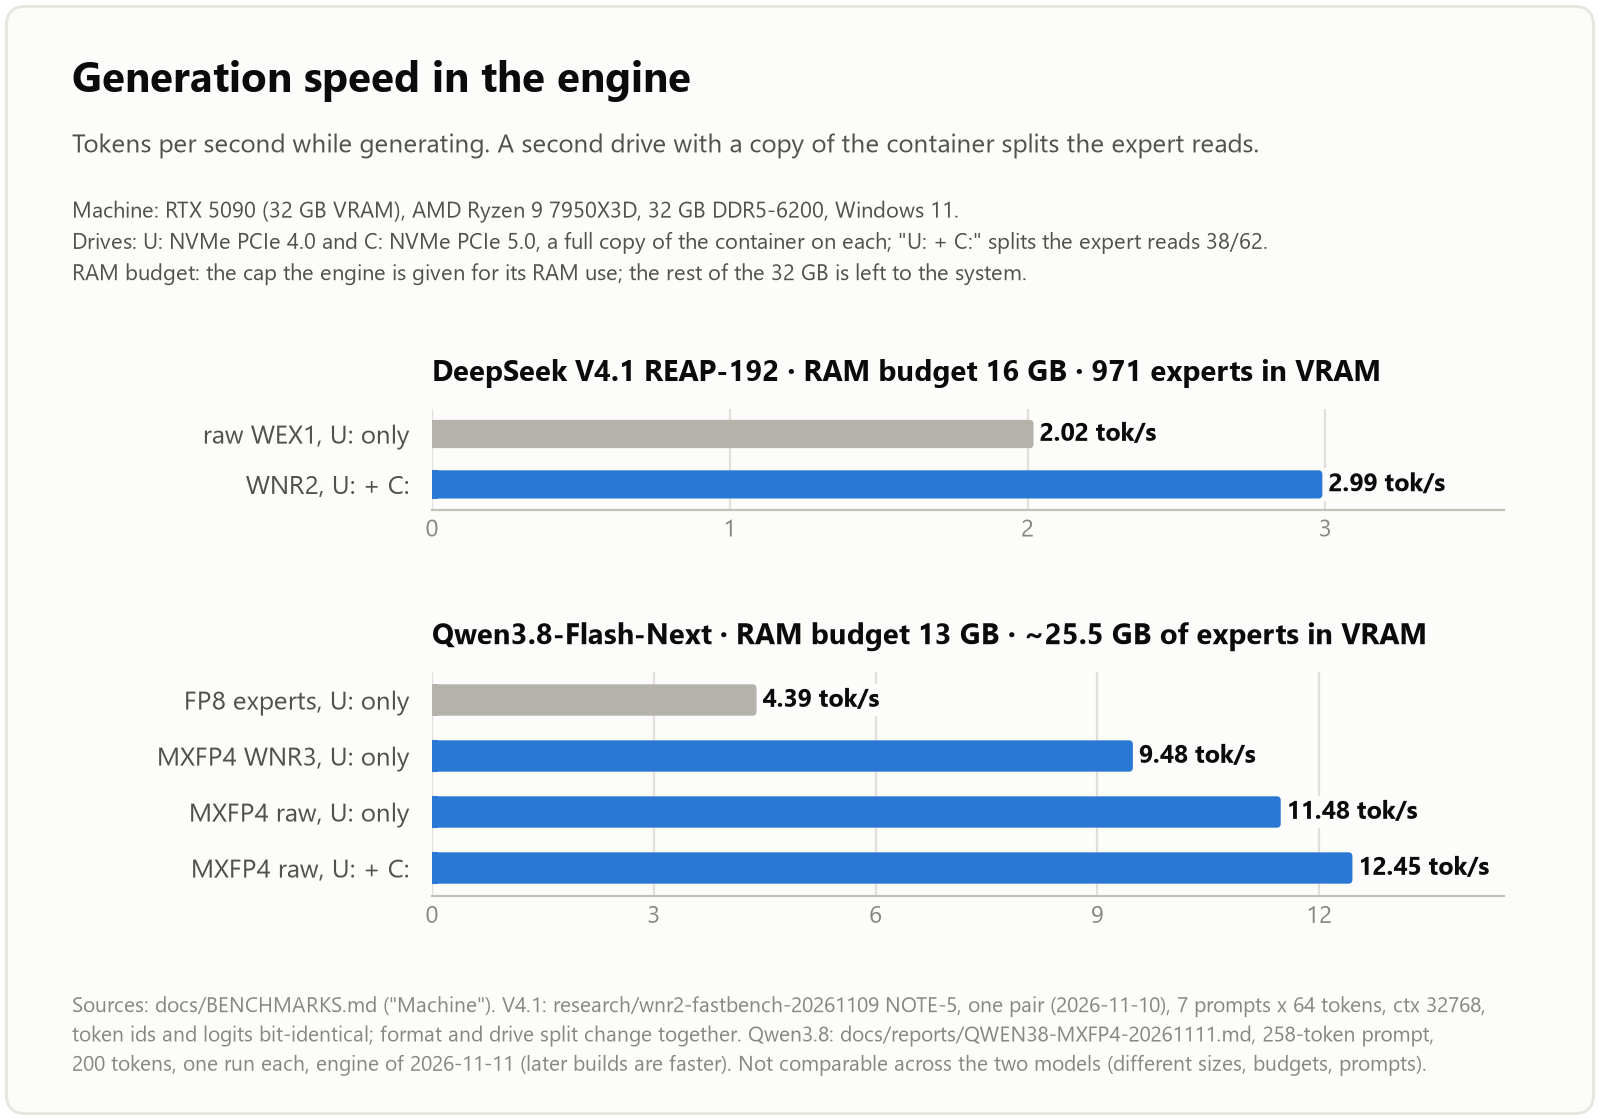 Generation speed in the engine
Tokens per second while generating. A second drive with a copy of the container splits the expert reads.
Machine: RTX 5090 (32 GB VRAM), AMD Ryzen 9 7950X3D, 32 GB DDR5-6200, Windows 11.
Drives: U: NVMe PCIe 4.0 and C: NVMe PCIe 5.0, a full copy of the container on each; "U: + C:" splits the expert reads 38/62.
RAM budget: the cap the engine is given for its RAM use; the rest of the 32 GB is left to the system.
DeepSeek V4.1 REAP-192 · RAM budget 16 GB · 971 experts in VRAM
raw WEX1, U: only 2.02 tok/s
WNR2, U: + C: 2.99 tok/s
0 1 2 3
Qwen3.8-Flash-Next · RAM budget 13 GB · ~25.5 GB of experts in VRAM
FP8 experts, U: only 4.39 tok/s
MXFP4 WNR3, U: only 9.48 tok/s
MXFP4 raw, U: only 11.48 tok/s
MXFP4 raw, U: + C: 12.45 tok/s
0 3 6 9 12
Sources: docs/BENCHMARKS.md ("Machine"). V4.1: research/wnr2-fastbench-20261109 NOTE-5, one pair (2026-11-10), 7 prompts x 64 tokens, ctx 32768,
token ids and logits bit-identical; format and drive split change together. Qwen3.8: docs/reports/QWEN38-MXFP4-20261111.md, 258-token prompt,
200 tokens, one run each, engine of 2026-11-11 (later builds are faster). Not comparable across the two models (different sizes, budgets, prompts).